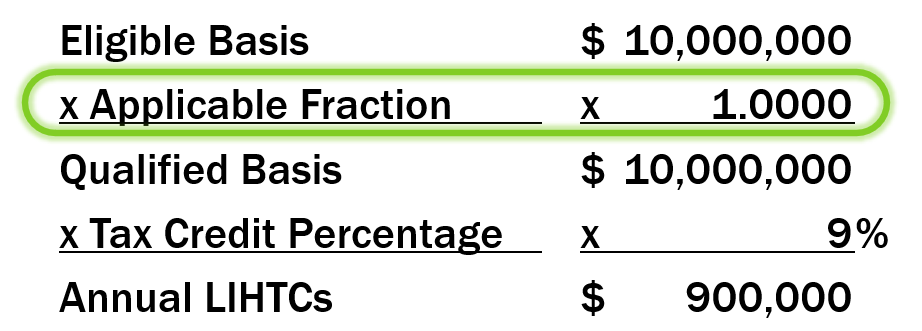 Eligible Basis $ 10,000,000
x Applicable Fraction x 1.0000
Qualified Basis $ 10,000,000
x Tax Credit Percentage x 9%
Annual LIHTCs $ 900,000